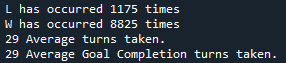 L has occurred 1175 times
W has occurred 8825 times
29 Average turns taken.
29 Average Goal Completion turns taken.